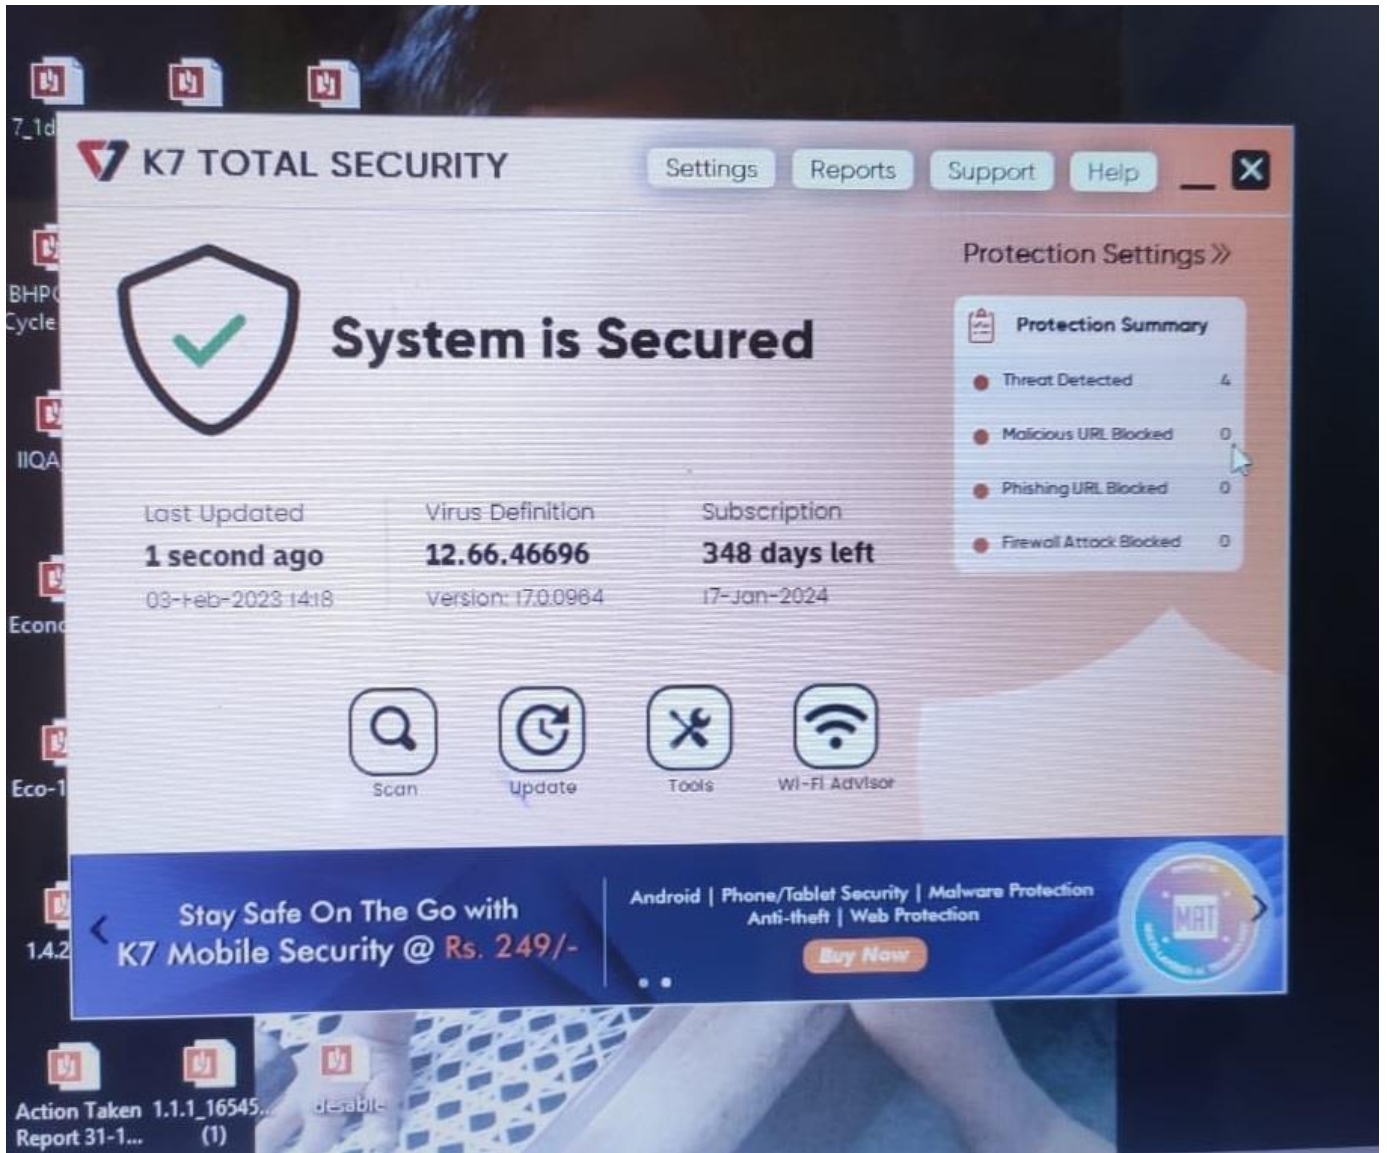 7_1d
K7 TOTAL SECURITY
Settings
Reports
Support
Help
Protection Settings »
System is Secured
Protection Summary
Threat Detected 4
Malicious URL Blocked 0
Phishing URL Blocked 0
Firewall Attack Blocked 0
Last Updated
1 second ago
03-Feb-2023 14:18
Virus Definition
12.66.46696
Version: 17.0.0964
Subscription
348 days left
17-Jan-2024
Scan
Update
Tools
Wi-Fi Advisor
Stay Safe On The Go with
K7 Mobile Security @ Rs. 249/-
Android | Phone/Tablet Security | Malware Protection
Anti-theft | Web Protection
Buy Now
MAT
Cycle
IIQA
Eco-1
1.4.2
Action Taken
Report 31-1...
1.1.1_16545...
(1)
desable